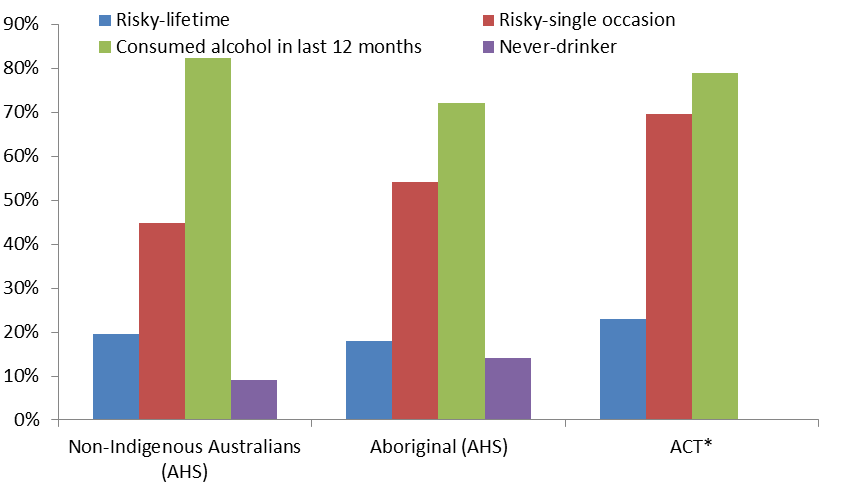 90%
Risky-lifetime
Risky-single occasion
Consumed alcohol in last 12 months
Never-drinker
80%
70%
60%
50%
40%
30%
20%
10%
0%
Non-Indigenous Australians
(AHS)
Aboriginal (AHS)
ACT*